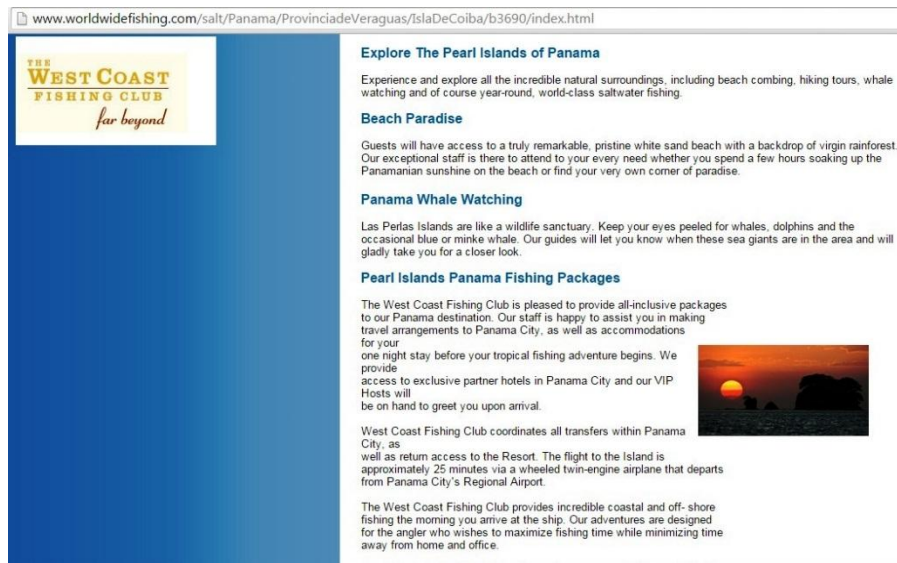 www.worldwidefishing.com/salt/Panama/ProvinciadeVeraguas/IslaDeCoiba/b3690/index.html
THE
WEST COAST
FISHING CLUB
far beyond
Explore The Pearl Islands of Panama
Experience and explore all the incredible natural surroundings, including beach combing, hiking tours, whale
watching and of course year-round, world-class saltwater fishing.
Beach Paradise
Guests will have access to a truly remarkable, pristine white sand beach with a backdrop of virgin rainforest.
Our exceptional staff is there to attend to your every need whether you spend a few hours soaking up the
Panamanian sunshine on the beach or find your very own corner of paradise.
Panama Whale Watching
Las Perlas Islands are like a wildlife sanctuary. Keep your eyes peeled for whales, dolphins and the
occasional blue or minke whale. Our guides will let you know when these sea giants are in the area and will
gladly take you for a closer look.
Pearl Islands Panama Fishing Packages
The West Coast Fishing Club is pleased to provide all-inclusive packages
to our Panama destination. Our staff is happy to assist you in making
travel arrangements to Panama City, as well as accommodations
for your
one night stay before your tropical fishing adventure begins. We
provide
access to exclusive partner hotels in Panama City and our VIP
Hosts will
be on hand to greet you upon arrival.
West Coast Fishing Club coordinates all transfers within Panama
City, as
well as return access to the Resort. The flight to the Island is
approximately 25 minutes via a wheeled twin-engine airplane that departs
from Panama City's Regional Airport.
The West Coast Fishing Club provides incredible coastal and off- shore
fishing the morning you arrive at the ship. Our adventures are designed
for the angler who wishes to maximize fishing time while minimizing time
away from home and office.